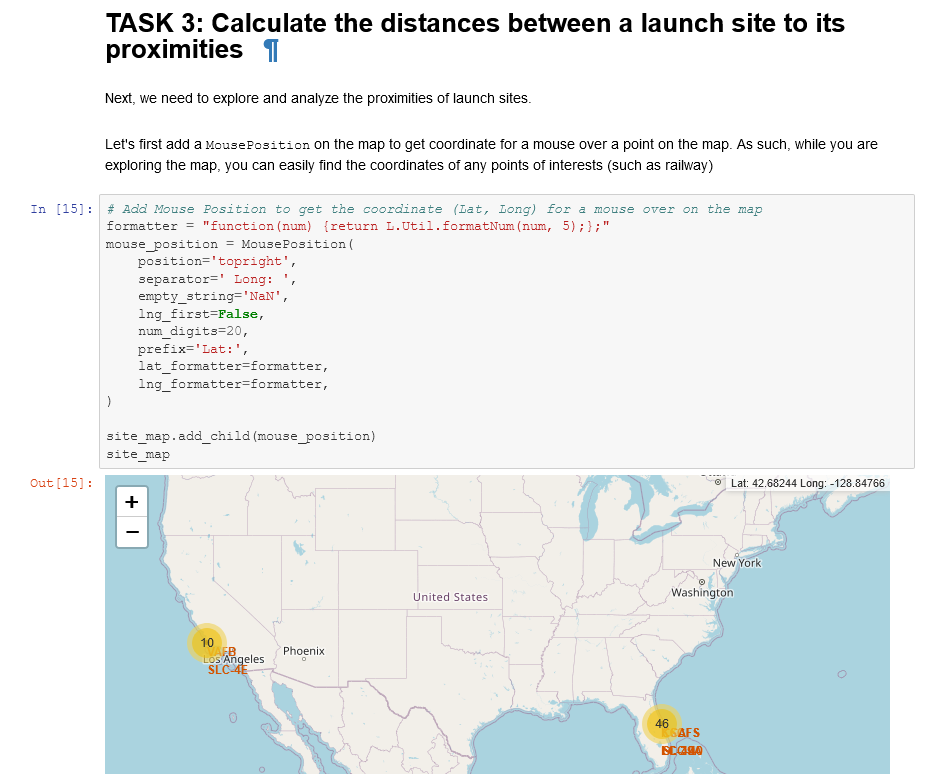 TASK 3: Calculate the distances between a launch site to its
proximities ¶
Next, we need to explore and analyze the proximities of launch sites.
Let's first add a MousePosition on the map to get coordinate for a mouse over a point on the map. As such, while you are
exploring the map, you can easily find the coordinates of any points of interests (such as railway)
In [15]:
# Add Mouse Position to get the coordinate (Lat, Long) for a mouse over on the map
formatter = "function(num) {return L.Util.formatNum(num, 5);};"
mouse_position = MousePosition(
    position='topright',
    separator=' Long: ',
    empty_string='NaN',
    lng_first=False,
    num_digits=20,
    prefix='Lat:',
    lat_formatter=formatter,
    lng_formatter=formatter,
)
site_map.add_child(mouse_position)
site_map
Out[15]:
+
−
Lat: 42.68244 Long: -128.84766
New York
Washington
United States
10
Phoenix
Los Angeles
SLC-4E
46